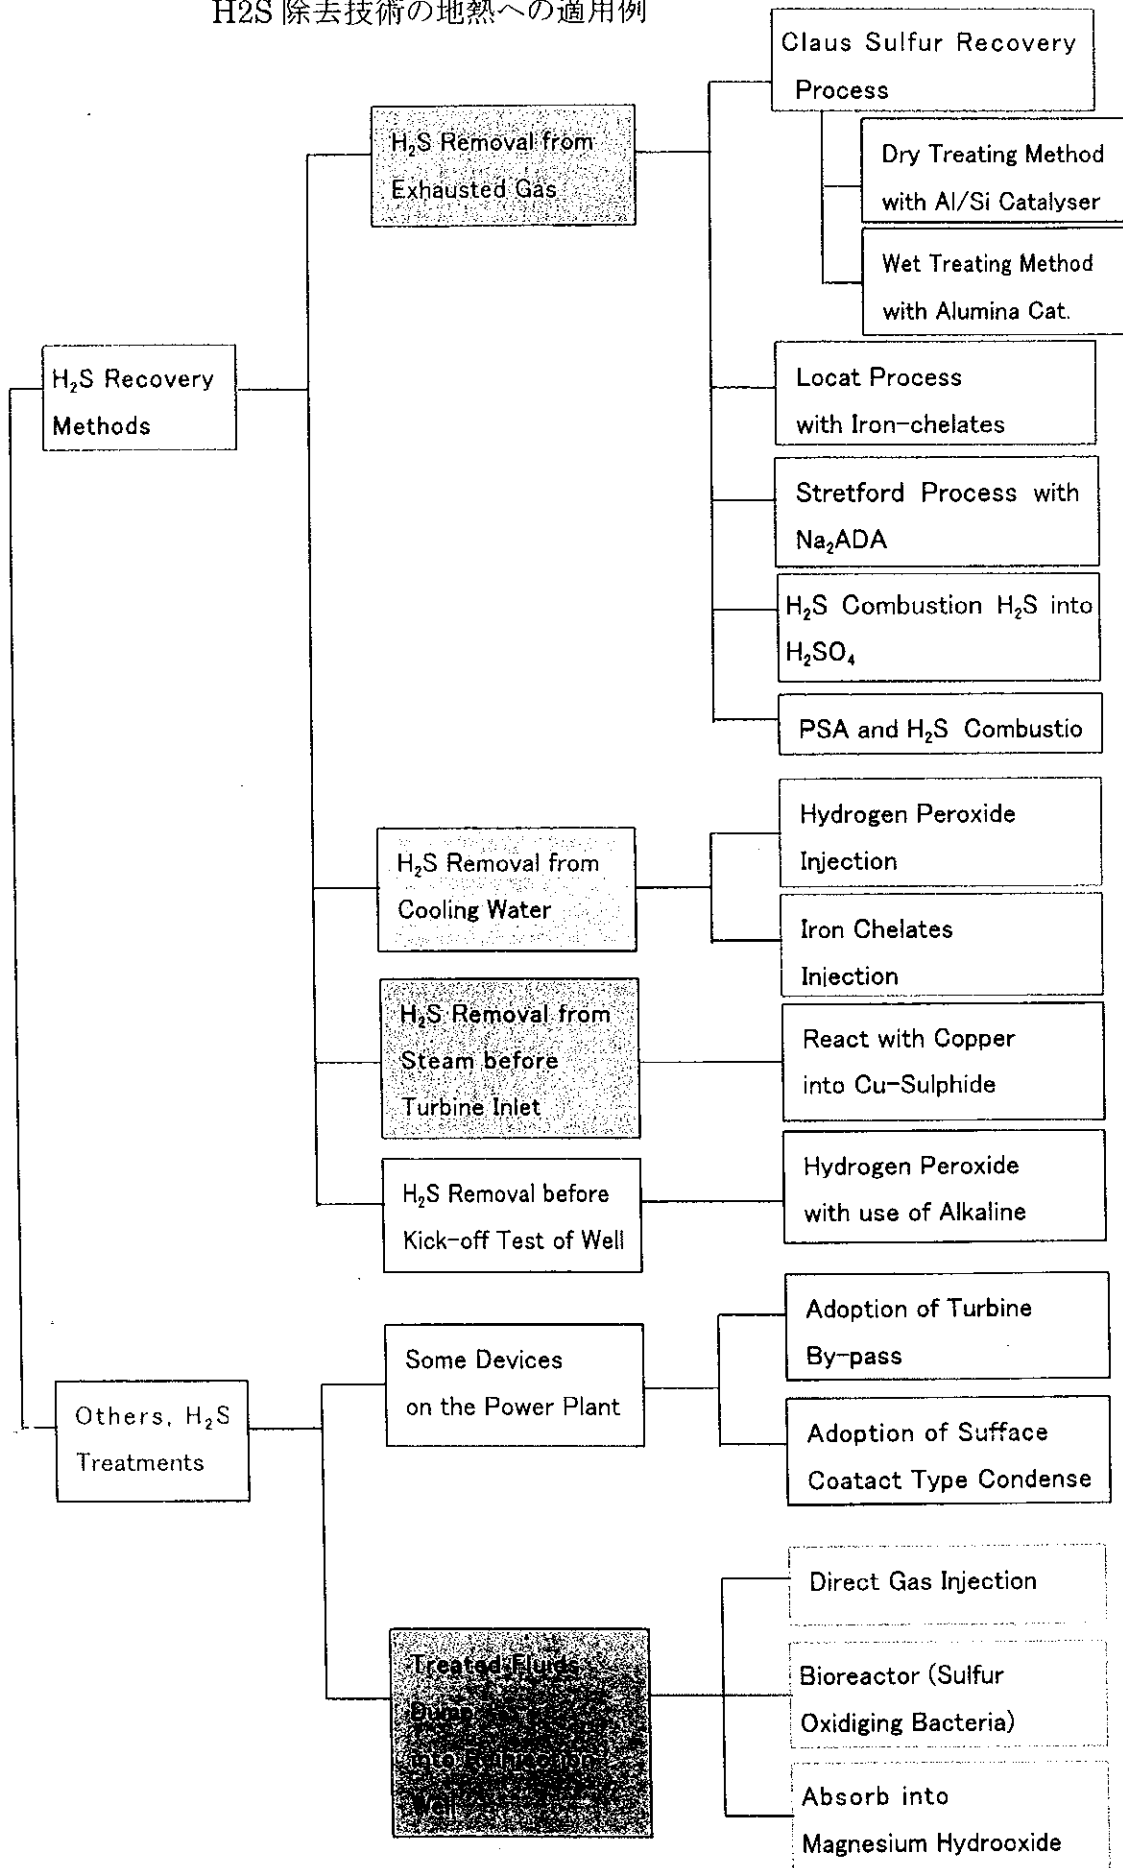 H2S 除去技術の地熱への適用例
Claus Sulfur Recovery
Process
Dry Treating Method
with Al/Si Catalyser
Wet Treating Method
with Alumina Cat.
H₂S Removal from
Exhausted Gas
H₂S Recovery
Methods
Locat Process
with Iron-chelates
Stretford Process with
Na₂ADA
H₂S Combustion H₂S into
H₂SO₄
PSA and H₂S Combustio
H₂S Removal from
Cooling Water
Hydrogen Peroxide
Injection
Iron Chelates
Injection
H₂S Removal from
Steam before
Turbine Inlet
React with Copper
into Cu-Sulphide
H₂S Removal before
Kick-off Test of Well
Hydrogen Peroxide
with use of Alkaline
Others, H₂S
Treatments
Some Devices
on the Power Plant
Adoption of Turbine
By-pass
Adoption of Sufface
Coatact Type Condense
Treated Fluids
into Reinjection
Well
Direct Gas Injection
Bioreactor (Sulfur
Oxidiging Bacteria)
Absorb into
Magnesium Hydrooxide